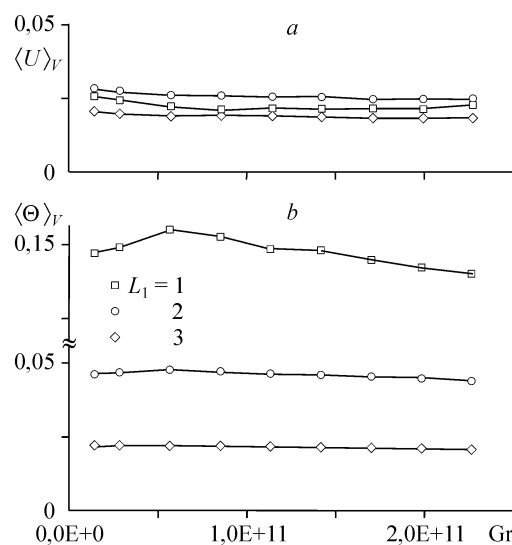 0,05
a
⟨U⟩V
0
⟨Θ⟩V
b
0,15
L1 = 1
2
3
0,05
0
0,0E+0 1,0E+11 2,0E+11 Gr